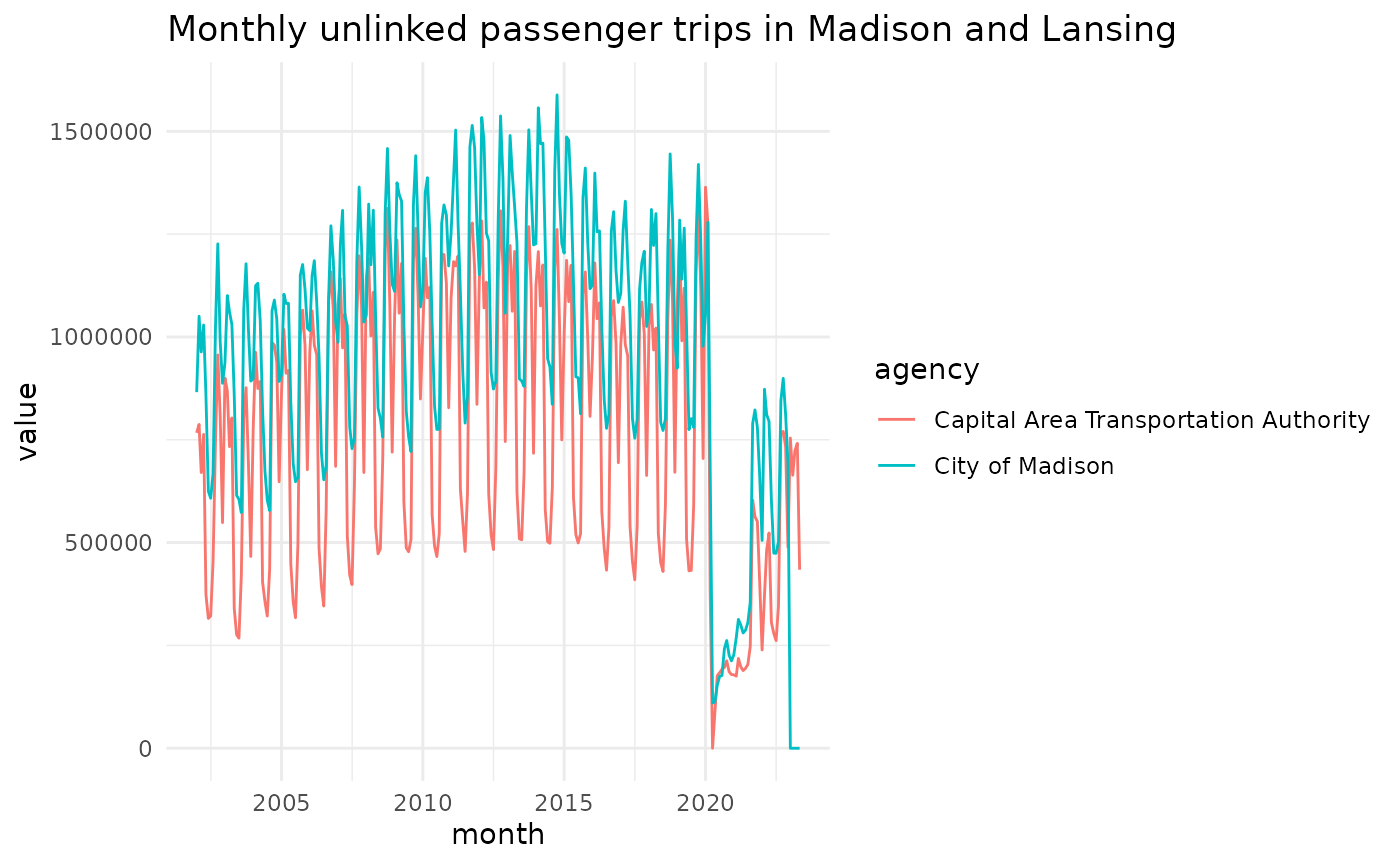 Monthly unlinked passenger trips in Madison and Lansing
value
1500000
1000000
500000
0
2005 2010 2015 2020
month
agency
Capital Area Transportation Authority
City of Madison